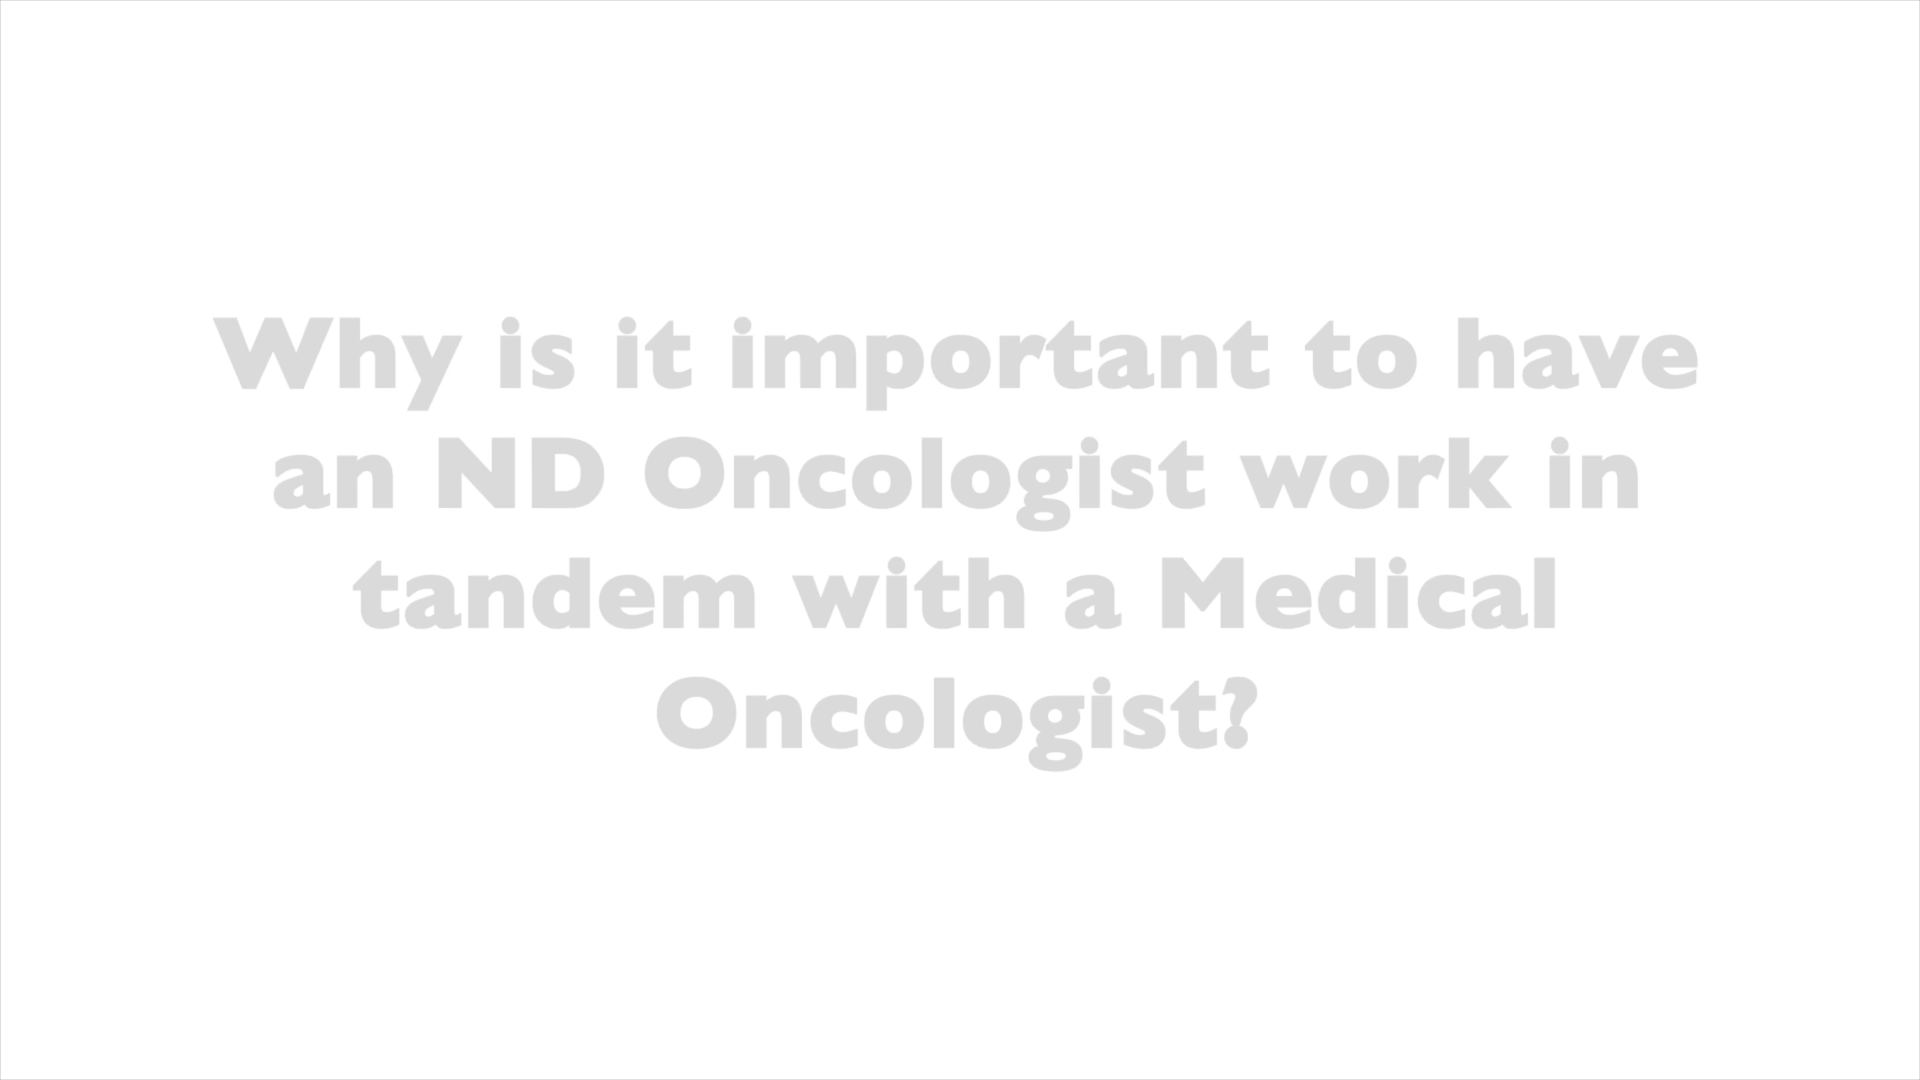 Why is it important to have
an ND Oncologist work in
tandem with a Medical
Oncologist?